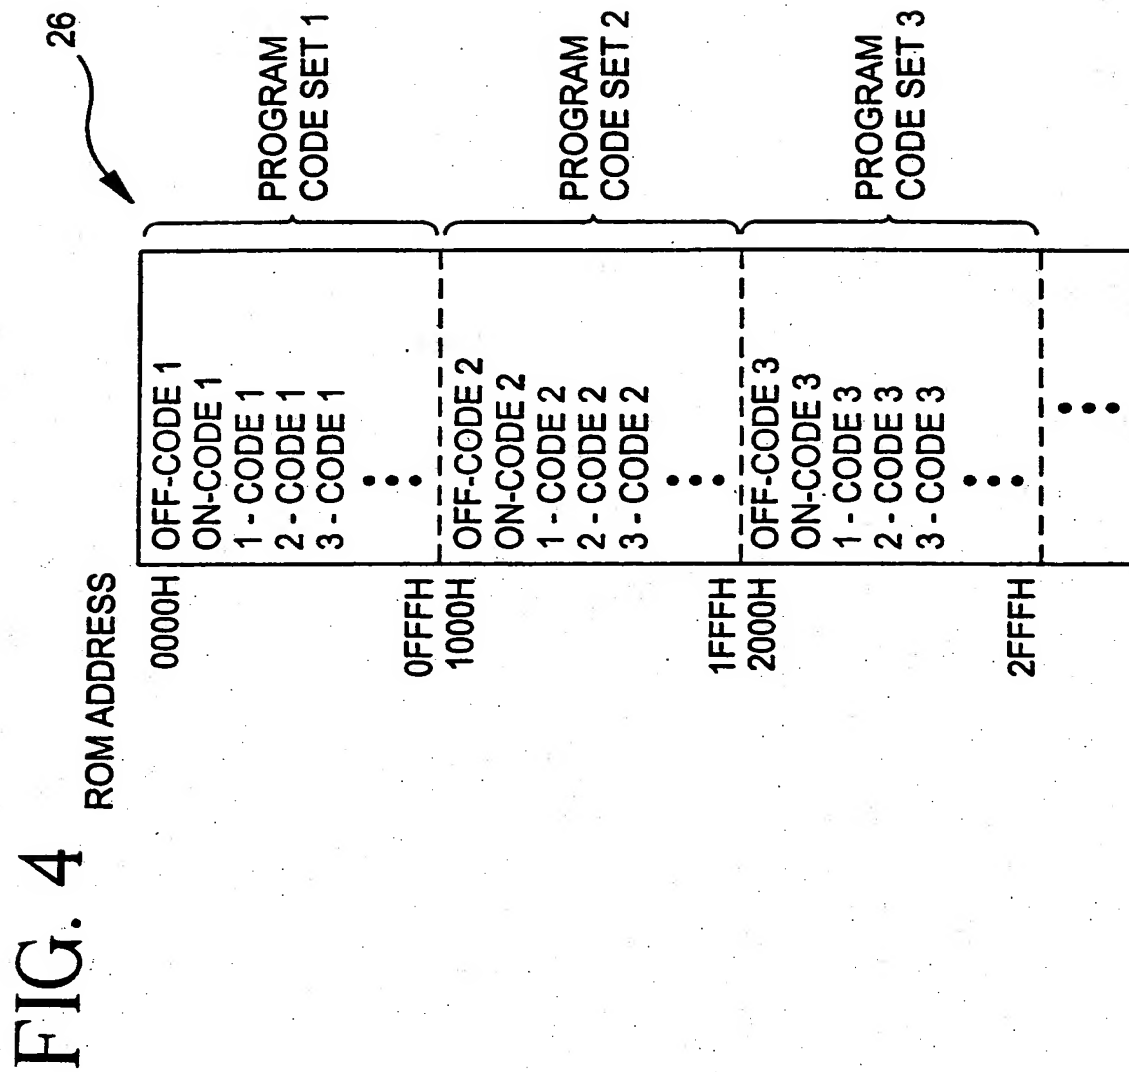 FIG. 4
26
ROM ADDRESS
0000H
OFF-CODE 1
ON-CODE 1
1 - CODE 1
2 - CODE 1
3 - CODE 1
PROGRAM
CODE SET 1
0FFFH
1000H
OFF-CODE 2
ON-CODE 2
1 - CODE 2
2 - CODE 2
3 - CODE 2
PROGRAM
CODE SET 2
1FFFH
2000H
OFF-CODE 3
ON-CODE 3
1 - CODE 3
2 - CODE 3
3 - CODE 3
PROGRAM
CODE SET 3
2FFFH